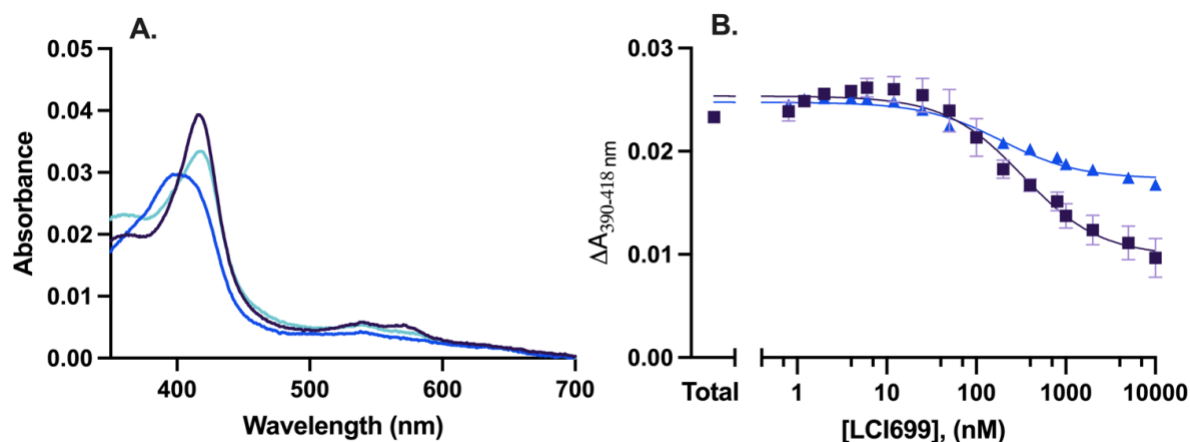 A.
0.05
0.04
0.03
0.02
0.01
0.00
Absorbance
400
500
600
700
Wavelength (nm)
B.
0.03
0.02
0.01
0.00
ΔA390-418 nm
Total
1
10
100
1000
10000
[LCI699], (nM)